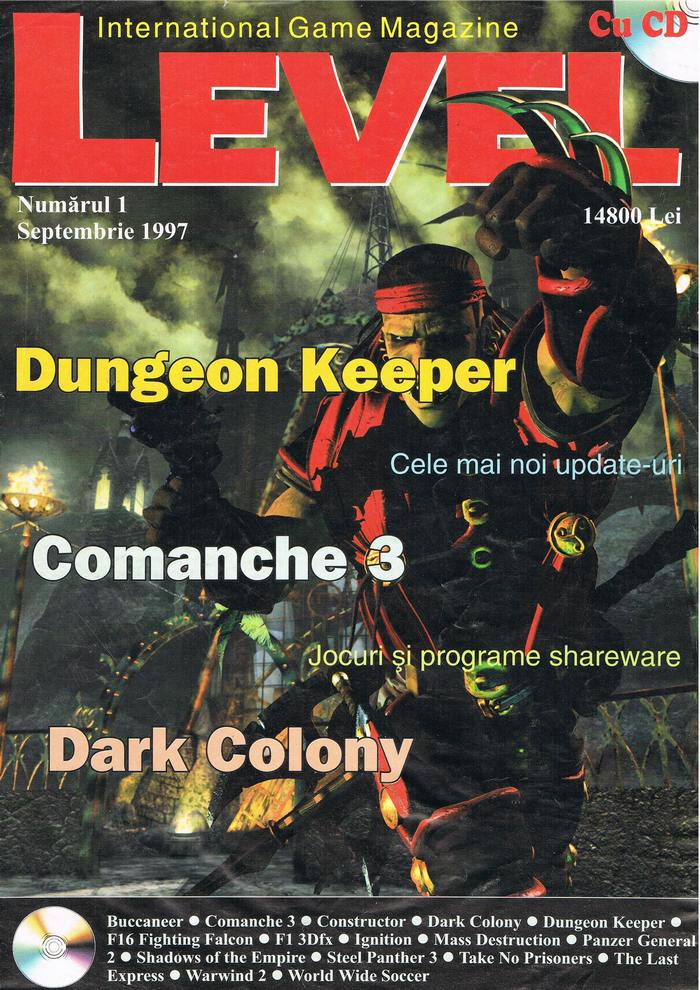 International Game Magazine
Cu CD
LEVEL
Numărul 1
Septembrie 1997
14800 Lei
Dungeon Keeper
Cele mai noi update-uri
Comanche 3
Jocuri şi programe shareware
Dark Colony
Buccaneer ● Comanche 3 ● Constructor ● Dark Colony ● Dungeon Keeper ●
F16 Fighting Falcon ● F1 3Dfx ● Ignition ● Mass Destruction ● Panzer General
2 ● Shadows of the Empire ● Steel Panther 3 ● Take No Prisoners ● The Last
Express ● Warwind 2 ● World Wide Soccer